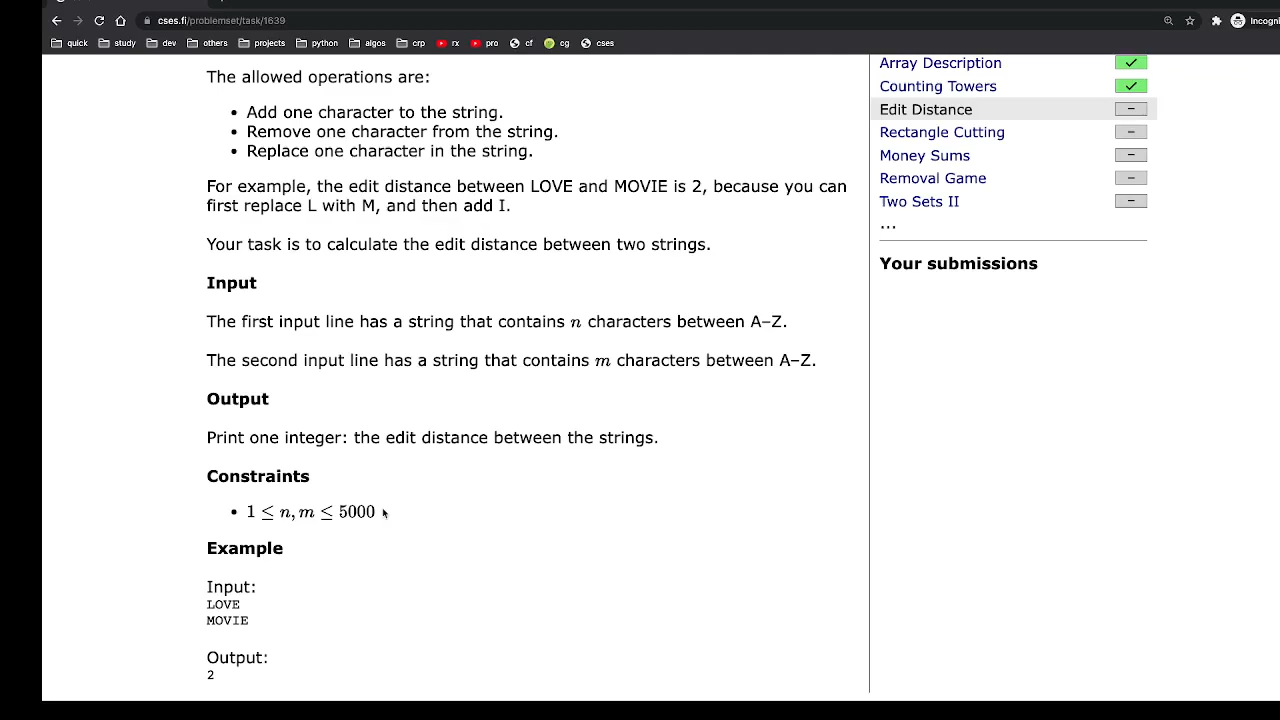 cses.fi/problemset/task/1639
Incogni
quick study dev others projects python algos crp rx pro cf cg cses
The allowed operations are:
• Add one character to the string.
• Remove one character from the string.
• Replace one character in the string.
For example, the edit distance between LOVE and MOVIE is 2, because you can
first replace L with M, and then add I.
Your task is to calculate the edit distance between two strings.
Input
The first input line has a string that contains n characters between A–Z.
The second input line has a string that contains m characters between A–Z.
Output
Print one integer: the edit distance between the strings.
Constraints
• 1 ≤ n, m ≤ 5000
Example
Input:
LOVE
MOVIE
Output:
2
Array Description
Counting Towers
Edit Distance
Rectangle Cutting
Money Sums
Removal Game
Two Sets II
...
Your submissions